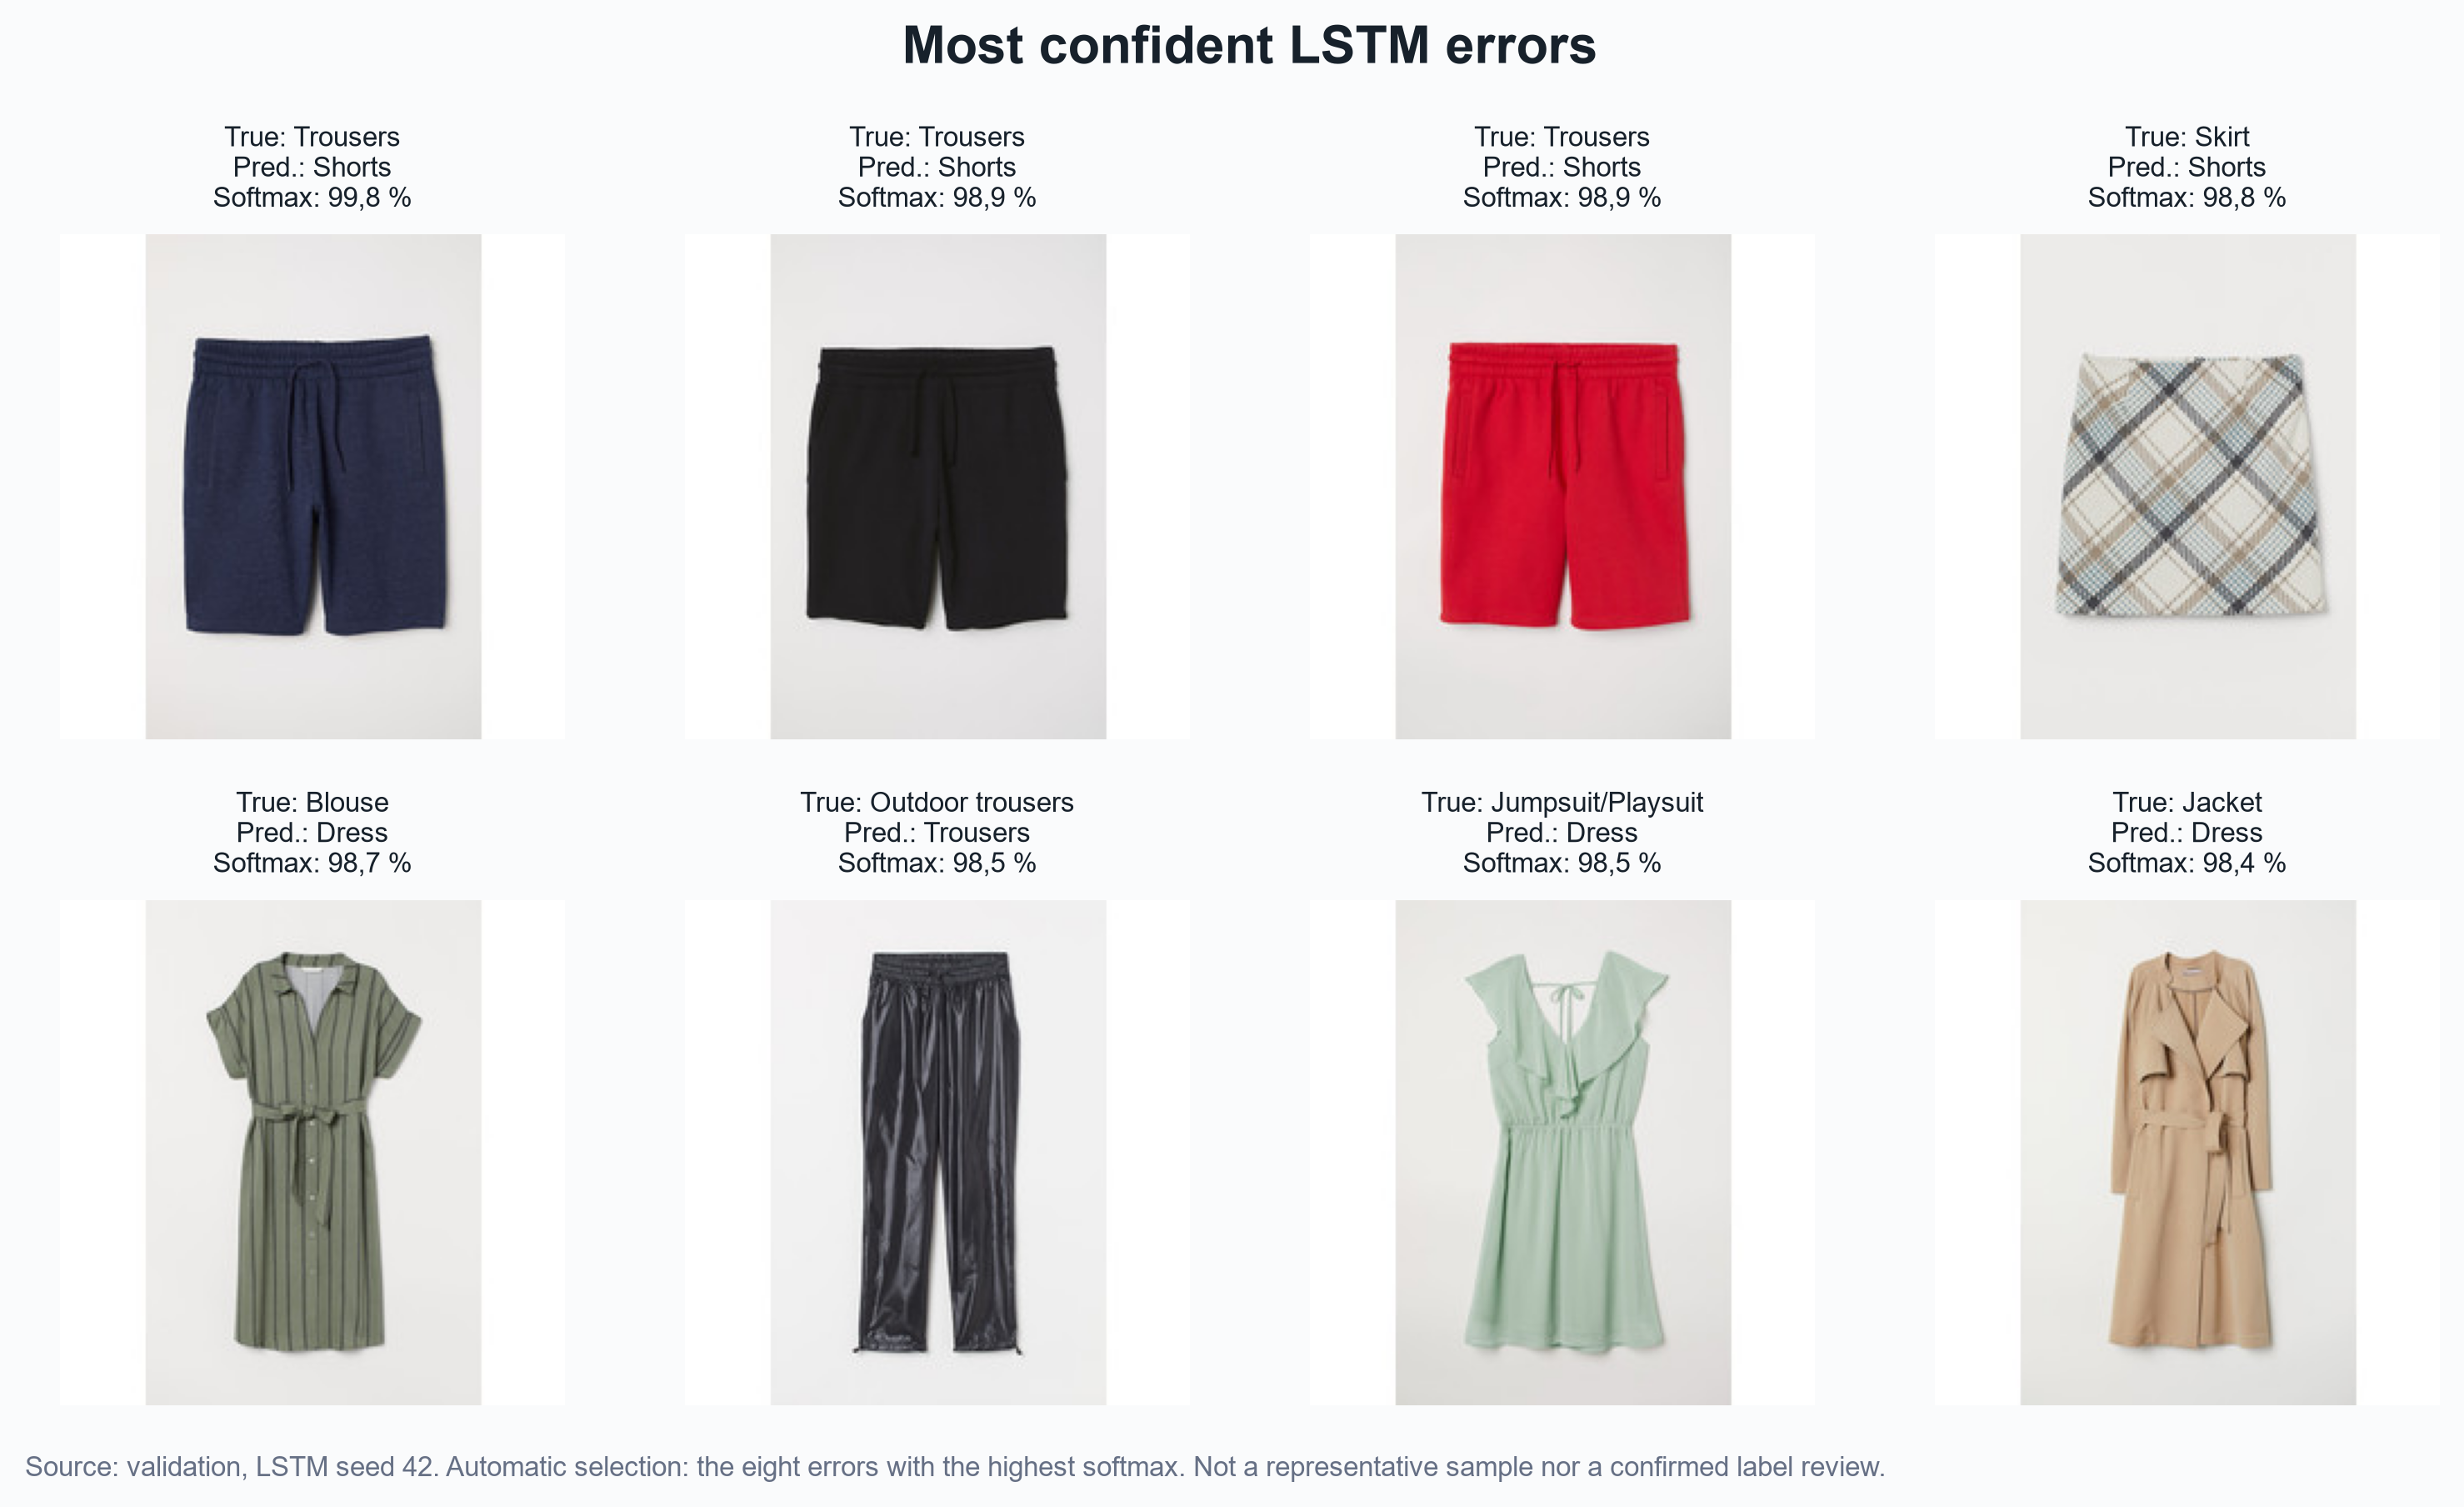 Most confident LSTM errors
True: Trousers
Pred.: Shorts
Softmax: 99,8 %
True: Trousers
Pred.: Shorts
Softmax: 98,9 %
True: Trousers
Pred.: Shorts
Softmax: 98,9 %
True: Skirt
Pred.: Shorts
Softmax: 98,8 %
True: Blouse
Pred.: Dress
Softmax: 98,7 %
True: Outdoor trousers
Pred.: Trousers
Softmax: 98,5 %
True: Jumpsuit/Playsuit
Pred.: Dress
Softmax: 98,5 %
True: Jacket
Pred.: Dress
Softmax: 98,4 %
Source: validation, LSTM seed 42. Automatic selection: the eight errors with the highest softmax. Not a representative sample nor a confirmed label review.